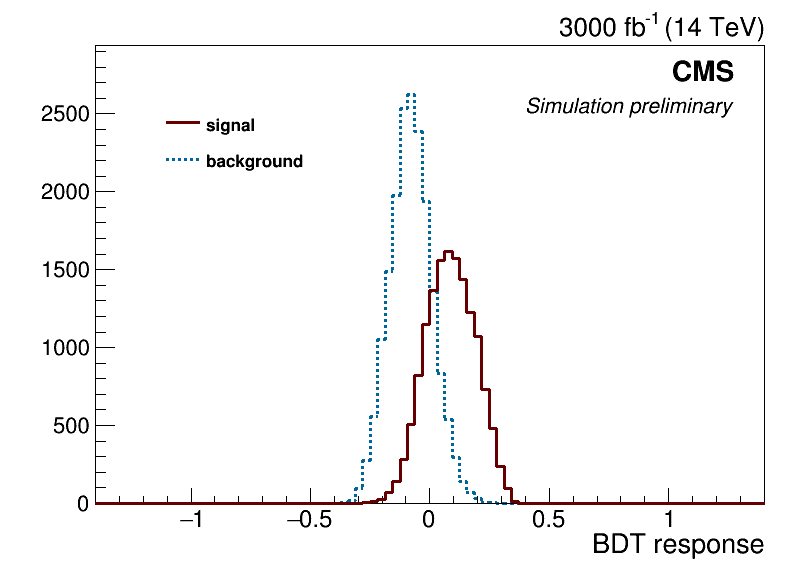 3000 fb-1 (14 TeV)
CMS
Simulation preliminary
signal
background
2500
2000
1500
1000
500
0
−1 −0.5 0 0.5 1
BDT response